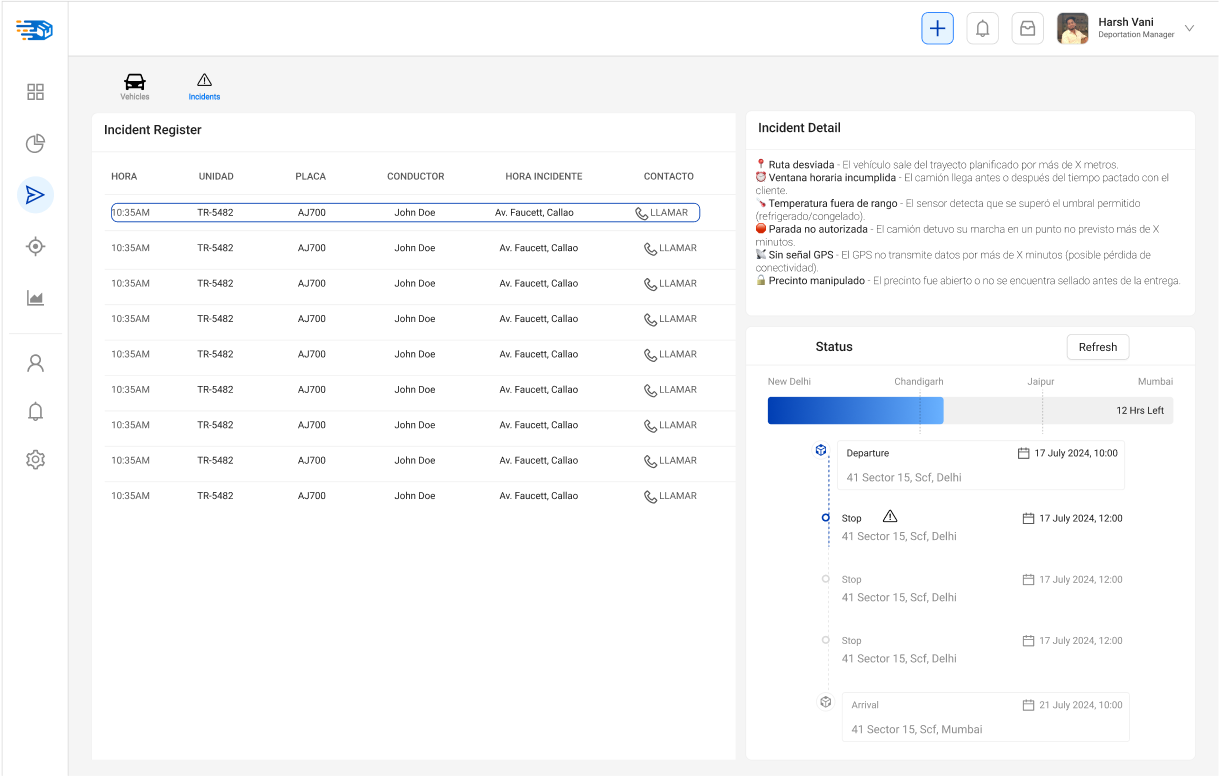 Harsh Vani
Deportation Manager
Vehicles
Incidents
Incident Register
HORA UNIDAD PLACA CONDUCTOR HORA INCIDENTE CONTACTO
10:35AM TR-5482 AJ700 John Doe Av. Faucett, Callao LLAMAR
10:35AM TR-5482 AJ700 John Doe Av. Faucett, Callao LLAMAR
10:35AM TR-5482 AJ700 John Doe Av. Faucett, Callao LLAMAR
10:35AM TR-5482 AJ700 John Doe Av. Faucett, Callao LLAMAR
10:35AM TR-5482 AJ700 John Doe Av. Faucett, Callao LLAMAR
10:35AM TR-5482 AJ700 John Doe Av. Faucett, Callao LLAMAR
10:35AM TR-5482 AJ700 John Doe Av. Faucett, Callao LLAMAR
10:35AM TR-5482 AJ700 John Doe Av. Faucett, Callao LLAMAR
10:35AM TR-5482 AJ700 John Doe Av. Faucett, Callao LLAMAR
Incident Detail
Ruta desviada - El vehículo sale del trayecto planificado por más de X metros.
Ventana horaria incumplida - El camión llega antes o después del tiempo pactado con el
cliente.
Temperatura fuera de rango - El sensor detecta que se superó el umbral permitido
(refrigerado/congelado).
Parada no autorizada - El camión detuvo su marcha en un punto no previsto más de X
minutos.
Sin señal GPS - El GPS no transmite datos por más de X minutos (posible pérdida de
conectividad).
Precinto manipulado - El precinto fue abierto o no se encuentra sellado antes de la entrega.
Status
Refresh
New Delhi Chandigarh Jaipur Mumbai
12 Hrs Left
Departure 17 July 2024, 10:00
41 Sector 15, Scf, Delhi
Stop 17 July 2024, 12:00
41 Sector 15, Scf, Delhi
Stop 17 July 2024, 12:00
41 Sector 15, Scf, Delhi
Stop 17 July 2024, 12:00
41 Sector 15, Scf, Delhi
Arrival 21 July 2024, 10:00
41 Sector 15, Scf, Mumbai